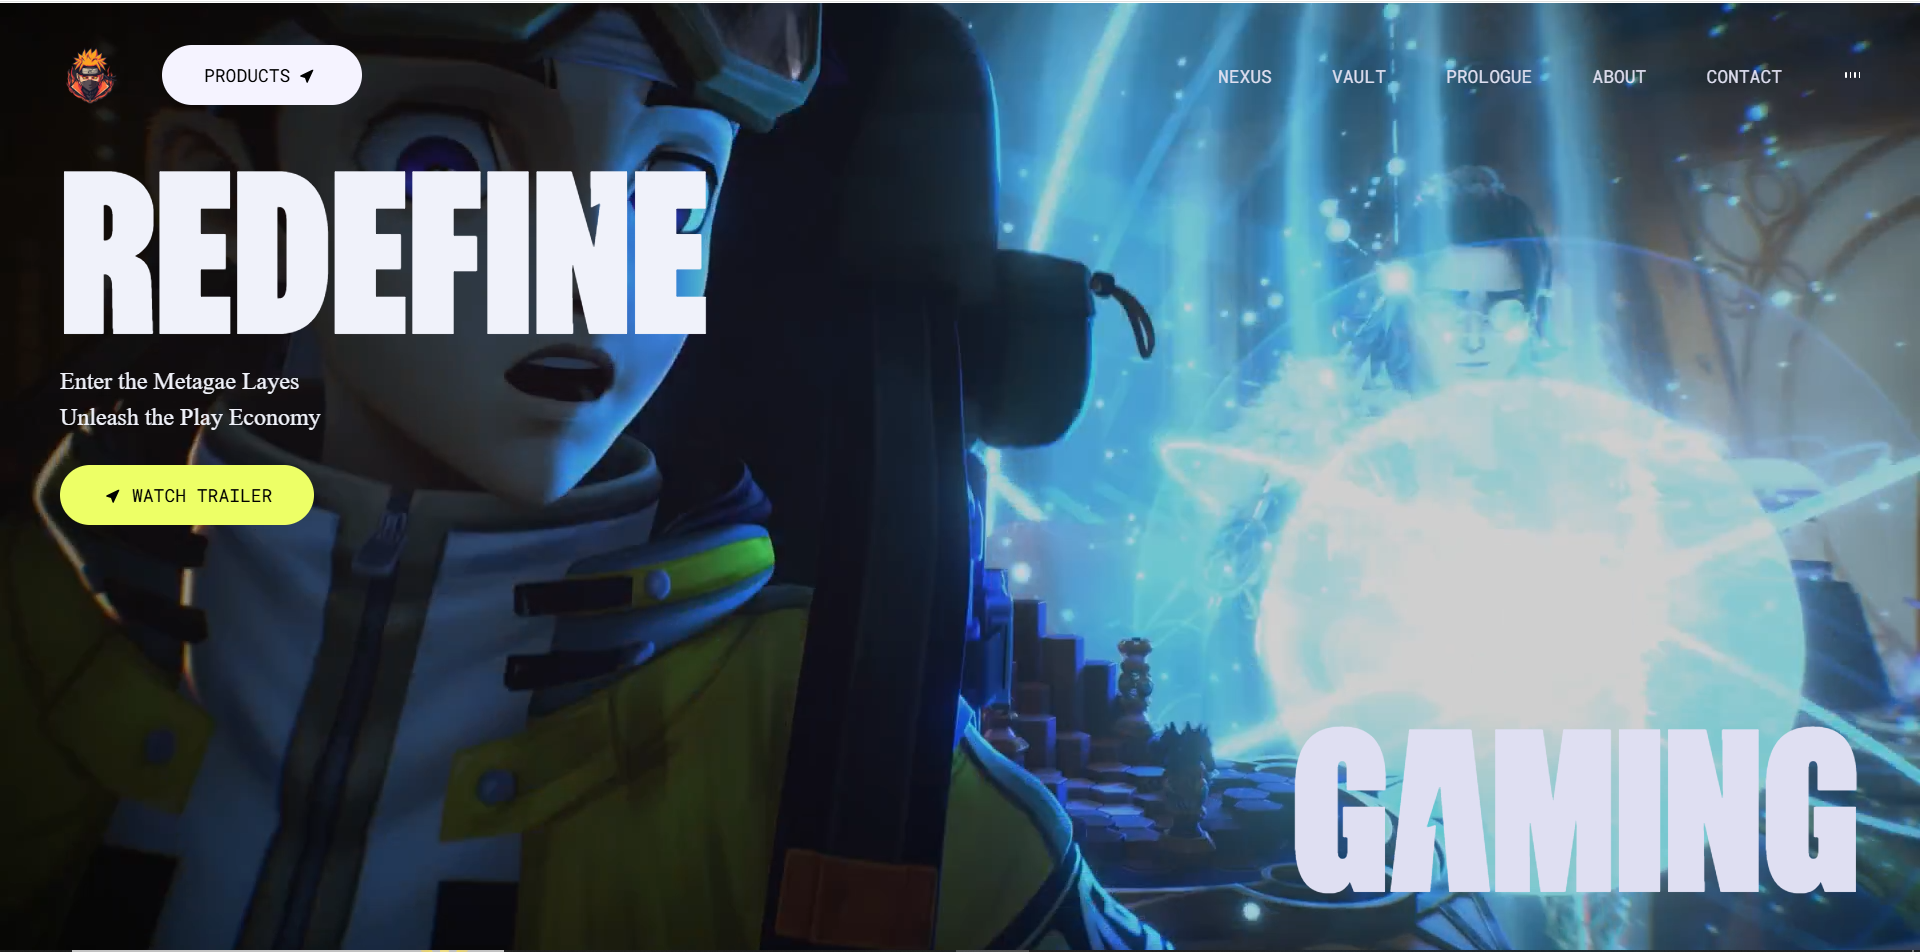 PRODUCTS
NEXUS
VAULT
PROLOGUE
ABOUT
CONTACT
REDEFINE
Enter the Metagae Layes
Unleash the Play Economy
WATCH TRAILER
GAMING